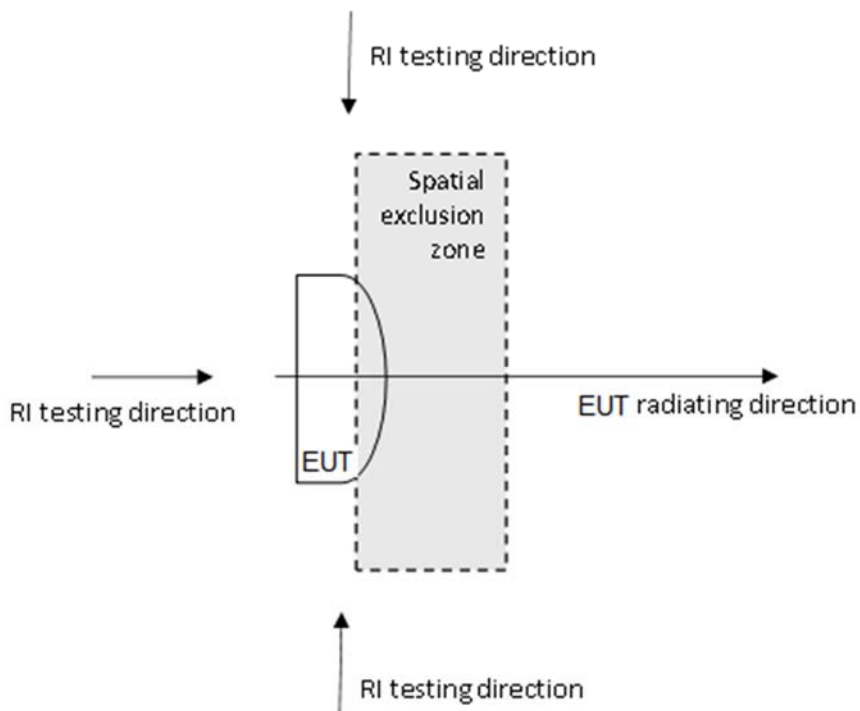 RI testing direction
Spatial
exclusion
zone
RI testing direction
EUT radiating direction
EUT
RI testing direction